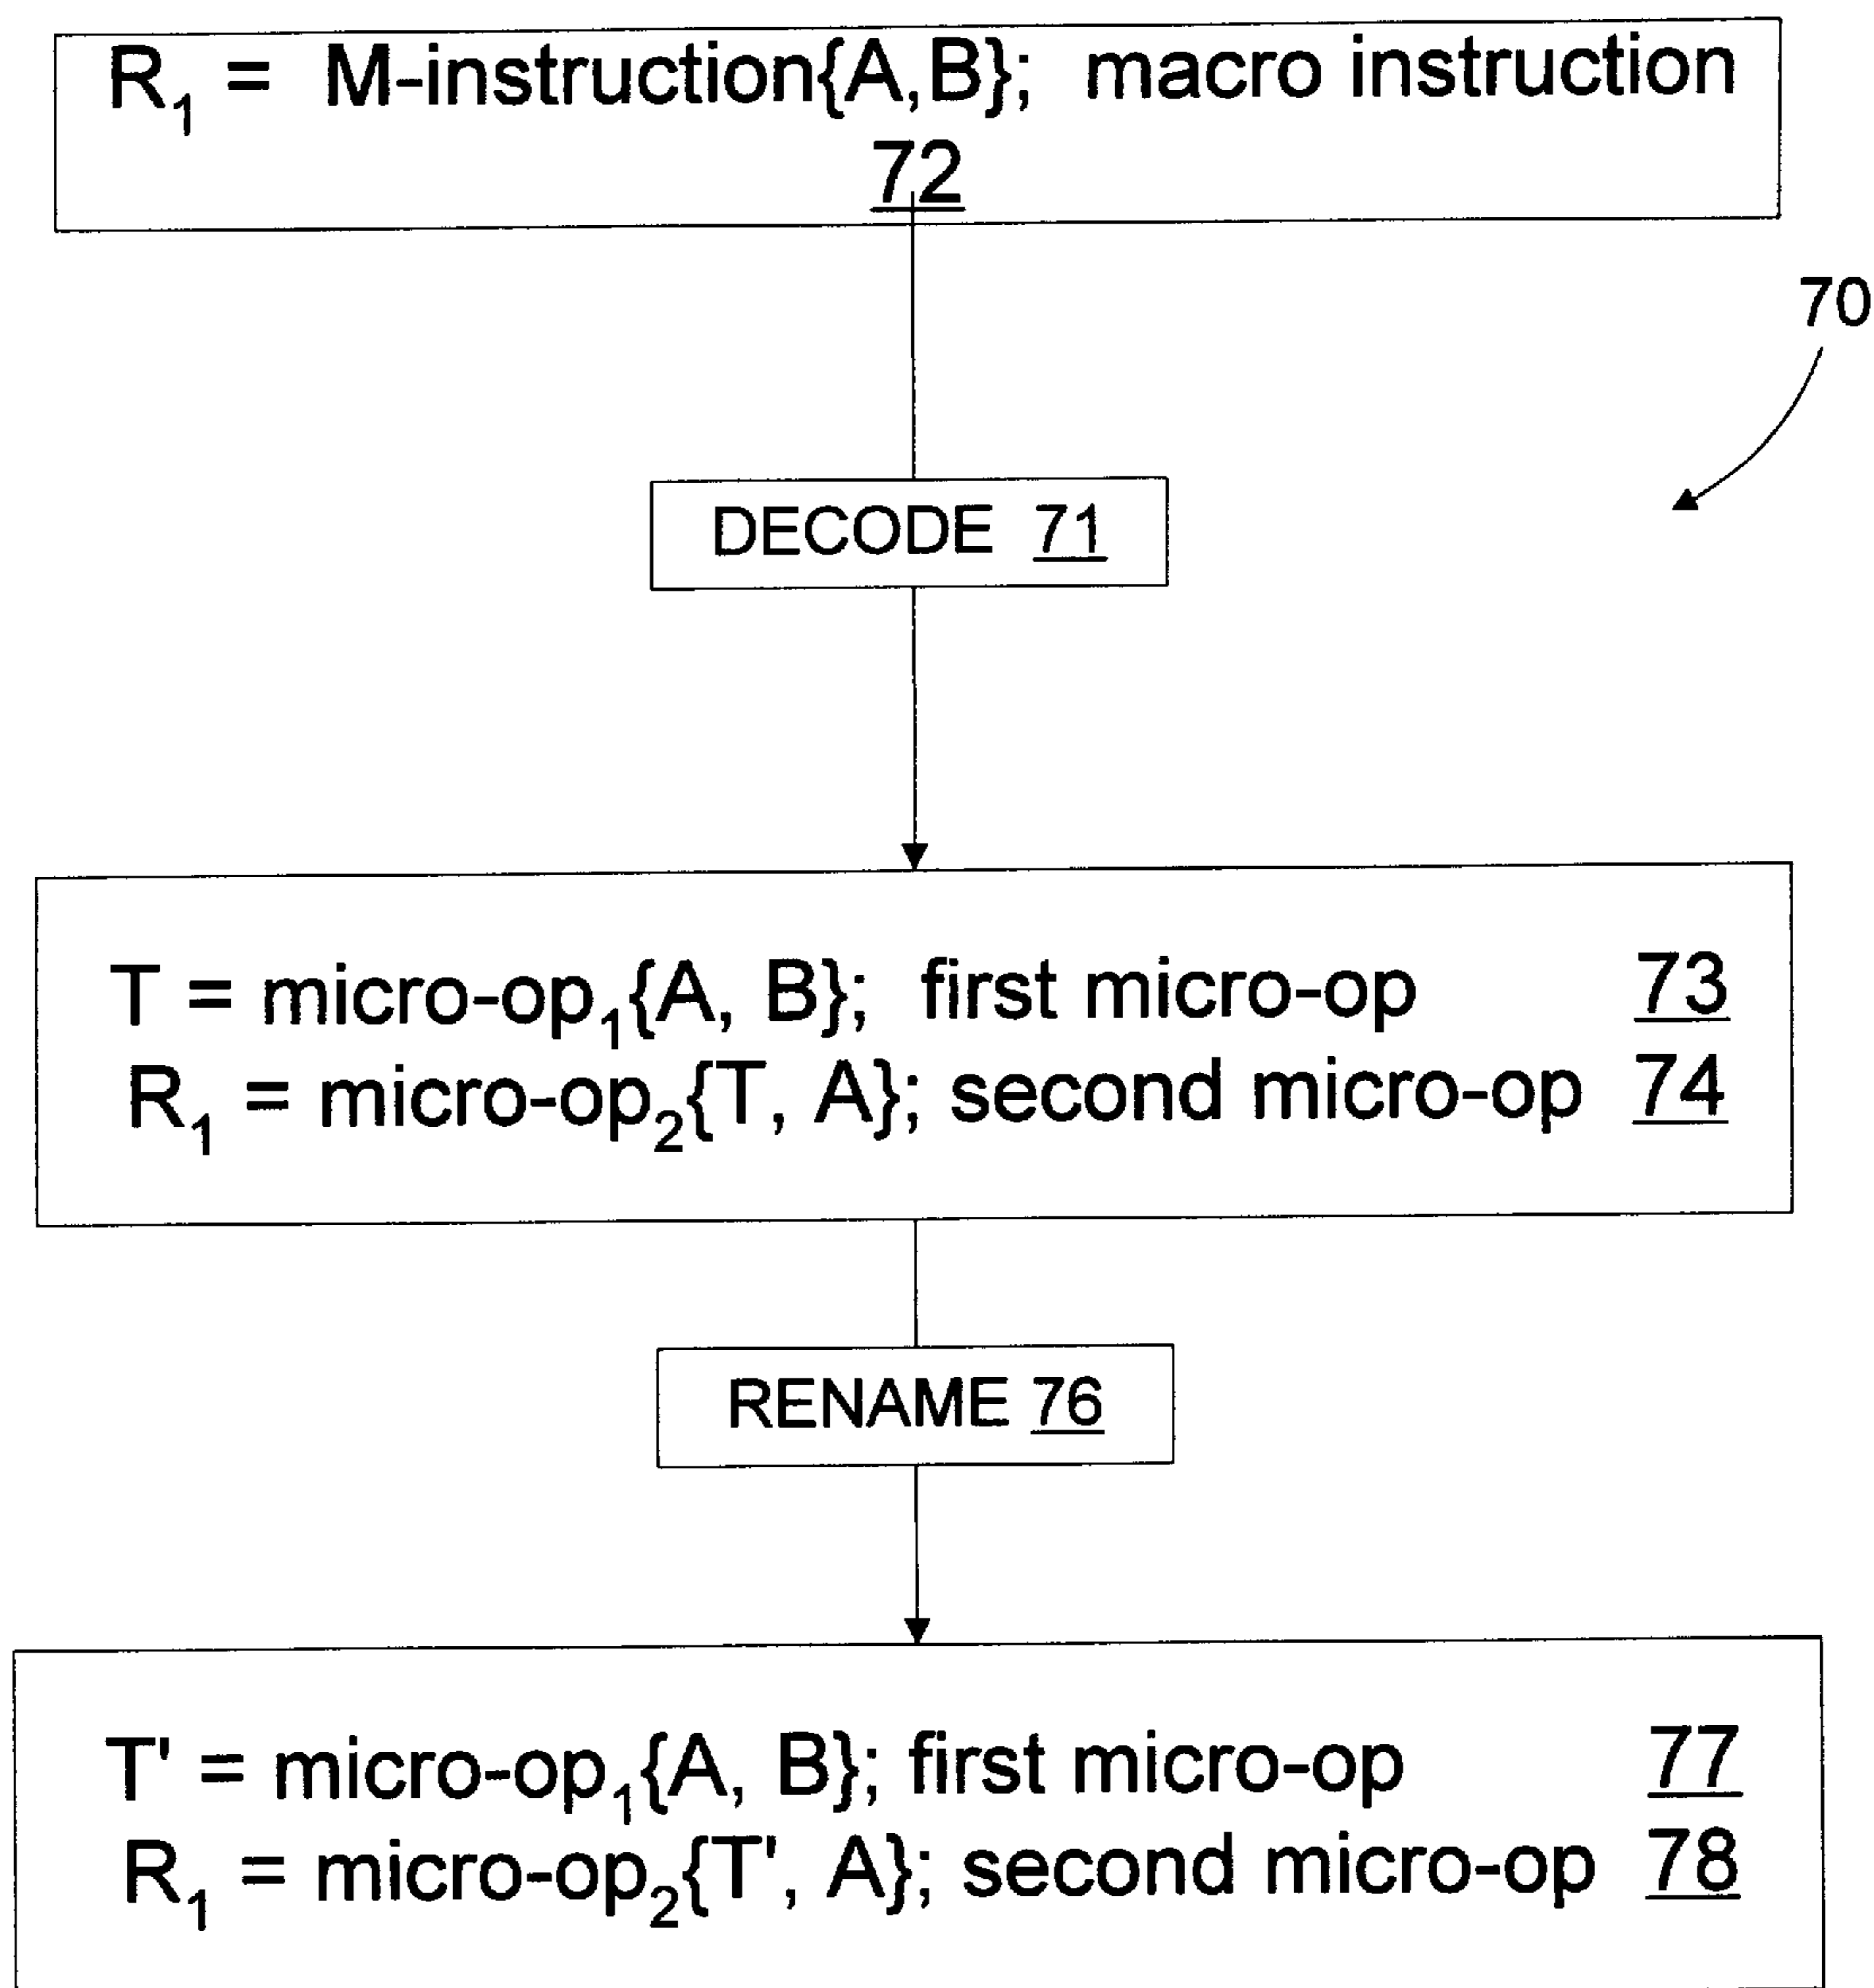 R₁ = M-instruction{A,B}; macro instruction
72
70
DECODE 71
T = micro-op₁{A, B}; first micro-op 73
R₁ = micro-op₂{T, A}; second micro-op 74
RENAME 76
T' = micro-op₁{A, B}; first micro-op 77
R₁ = micro-op₂{T', A}; second micro-op 78